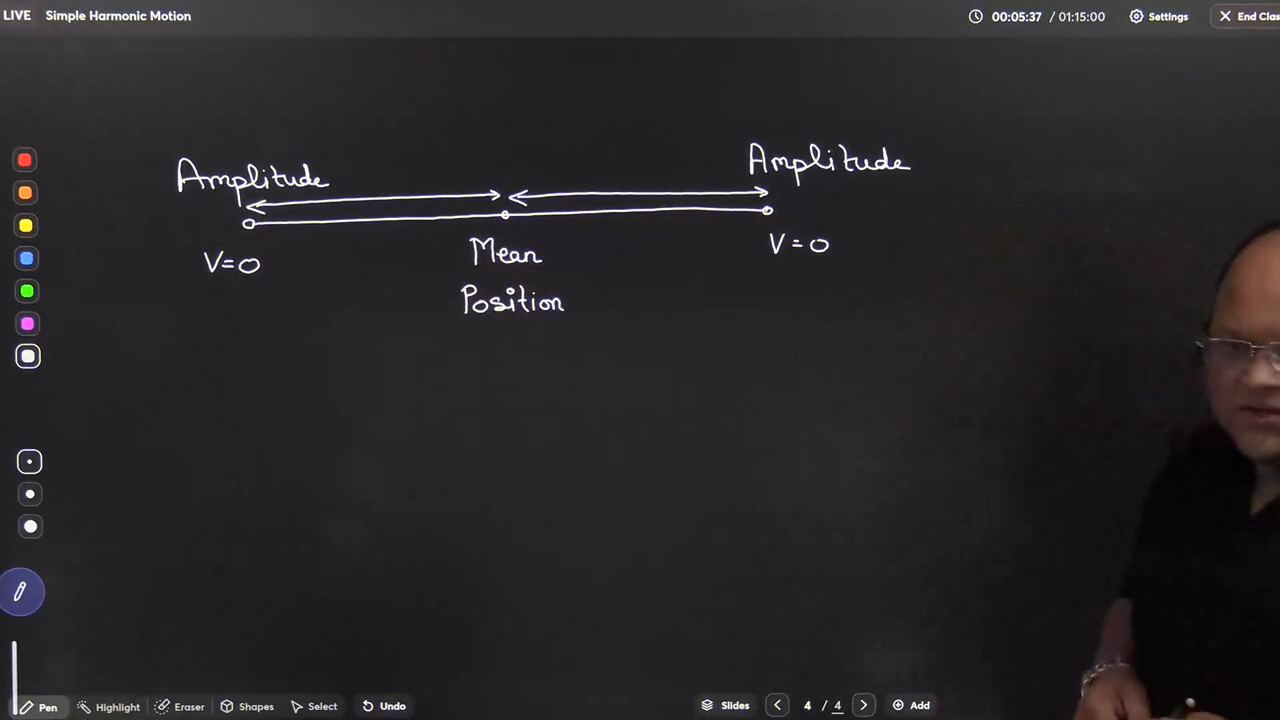 LIVE Simple Harmonic Motion 00:05:37 / 01:15:00 Settings End Clas
Amplitude Amplitude
V=0 Mean V=0
Position
Pen Highlight Eraser Shapes Select Undo Slides 4 / 4 Add